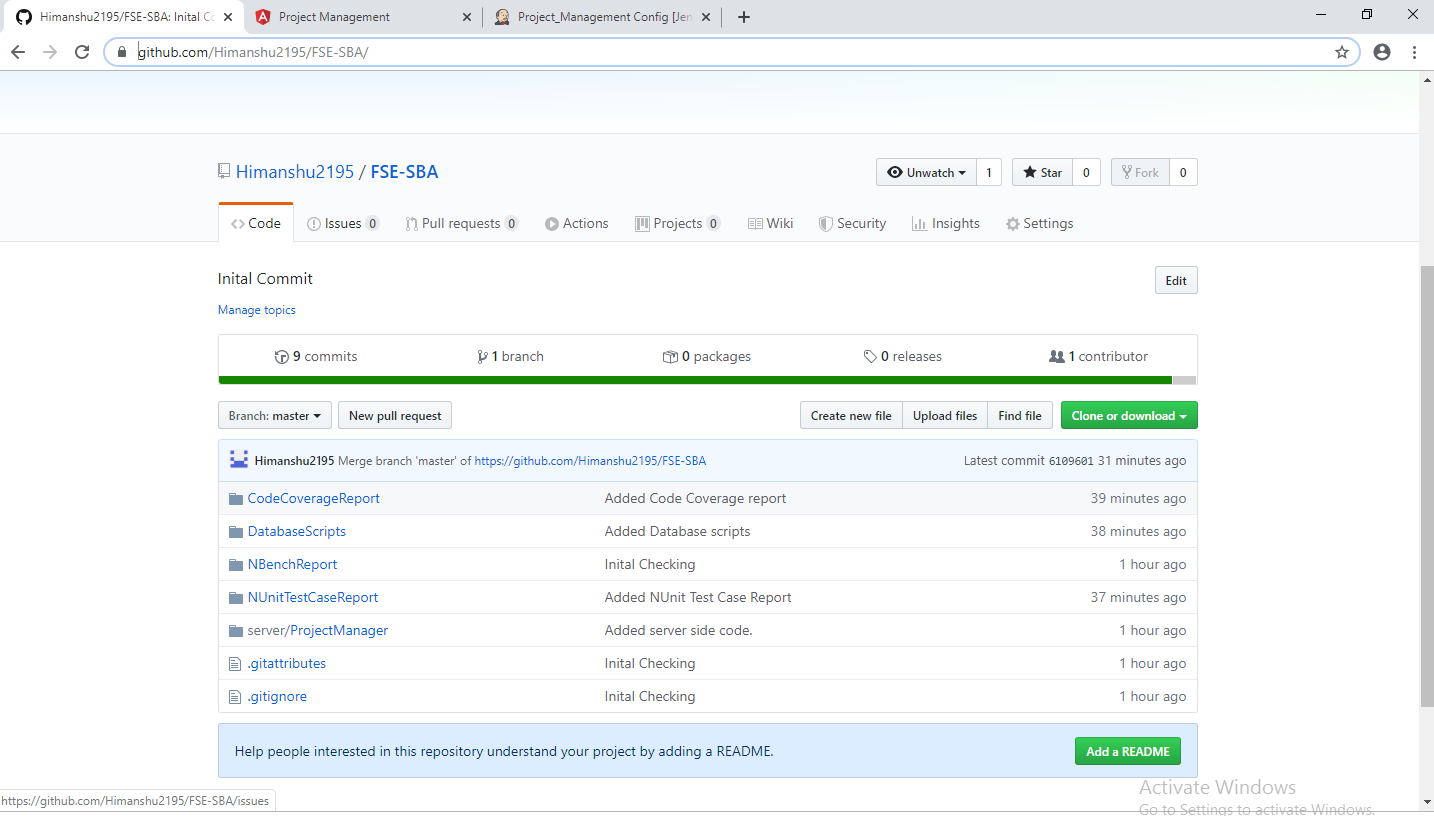 Himanshu2195/FSE-SBA: Inital Co
Project Management
Project_Management Config [Jen
github.com/Himanshu2195/FSE-SBA/
Himanshu2195 / FSE-SBA
Unwatch 1
Star 0
Fork 0
Code
Issues 0
Pull requests 0
Actions
Projects 0
Wiki
Security
Insights
Settings
Inital Commit
Edit
Manage topics
9 commits
1 branch
0 packages
0 releases
1 contributor
Branch: master
New pull request
Create new file
Upload files
Find file
Clone or download
Himanshu2195 Merge branch 'master' of https://github.com/Himanshu2195/FSE-SBA
Latest commit 6109601 31 minutes ago
CodeCoverageReport Added Code Coverage report 39 minutes ago
DatabaseScripts Added Database scripts 38 minutes ago
NBenchReport Inital Checking 1 hour ago
NUnitTestCaseReport Added NUnit Test Case Report 37 minutes ago
server/ProjectManager Added server side code. 1 hour ago
.gitattributes Inital Checking 1 hour ago
.gitignore Inital Checking 1 hour ago
Help people interested in this repository understand your project by adding a README.
Add a README
Activate Windows
Go to Settings to activate Windows.
https://github.com/Himanshu2195/FSE-SBA/issues